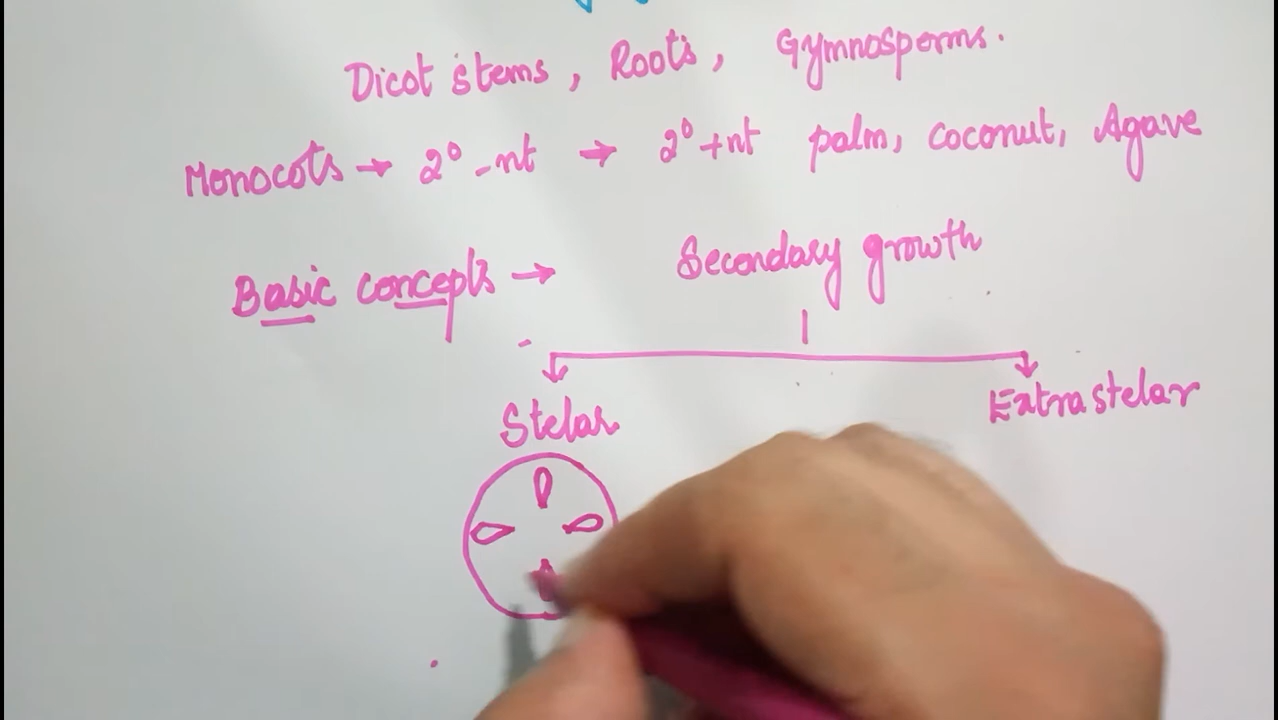 Dicot stems, Roots, Gymnosperms.
Monocots → 2° -nt → 2° +nt palm, coconut, Agave
Basic concepts → Secondary growth
Stelar
Extrastelar